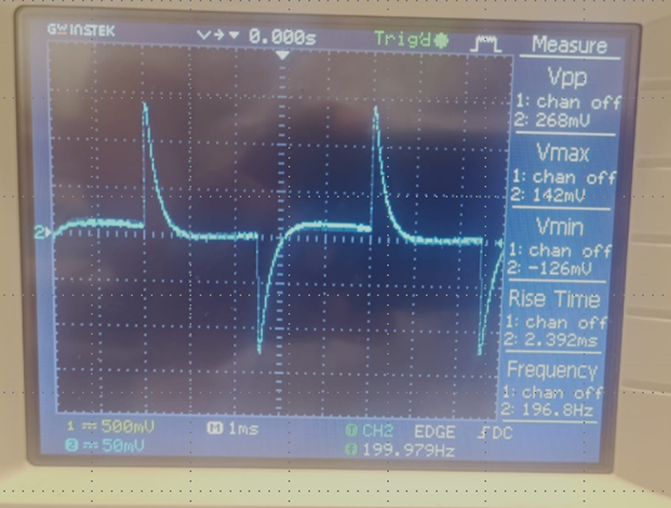 GWINSTEK 0.000s Trig'd Measure
Vpp
1: chan off
2: 268mV
Vmax
1: chan off
2: 142mV
Vmin
1: chan off
2: -126mV
Rise Time
1: chan off
2: 2.392ms
Frequency
1: chan off
2: 196.8Hz
2
1 500mV M 1ms T CH2 EDGE DC
2 50mV T 199.979Hz